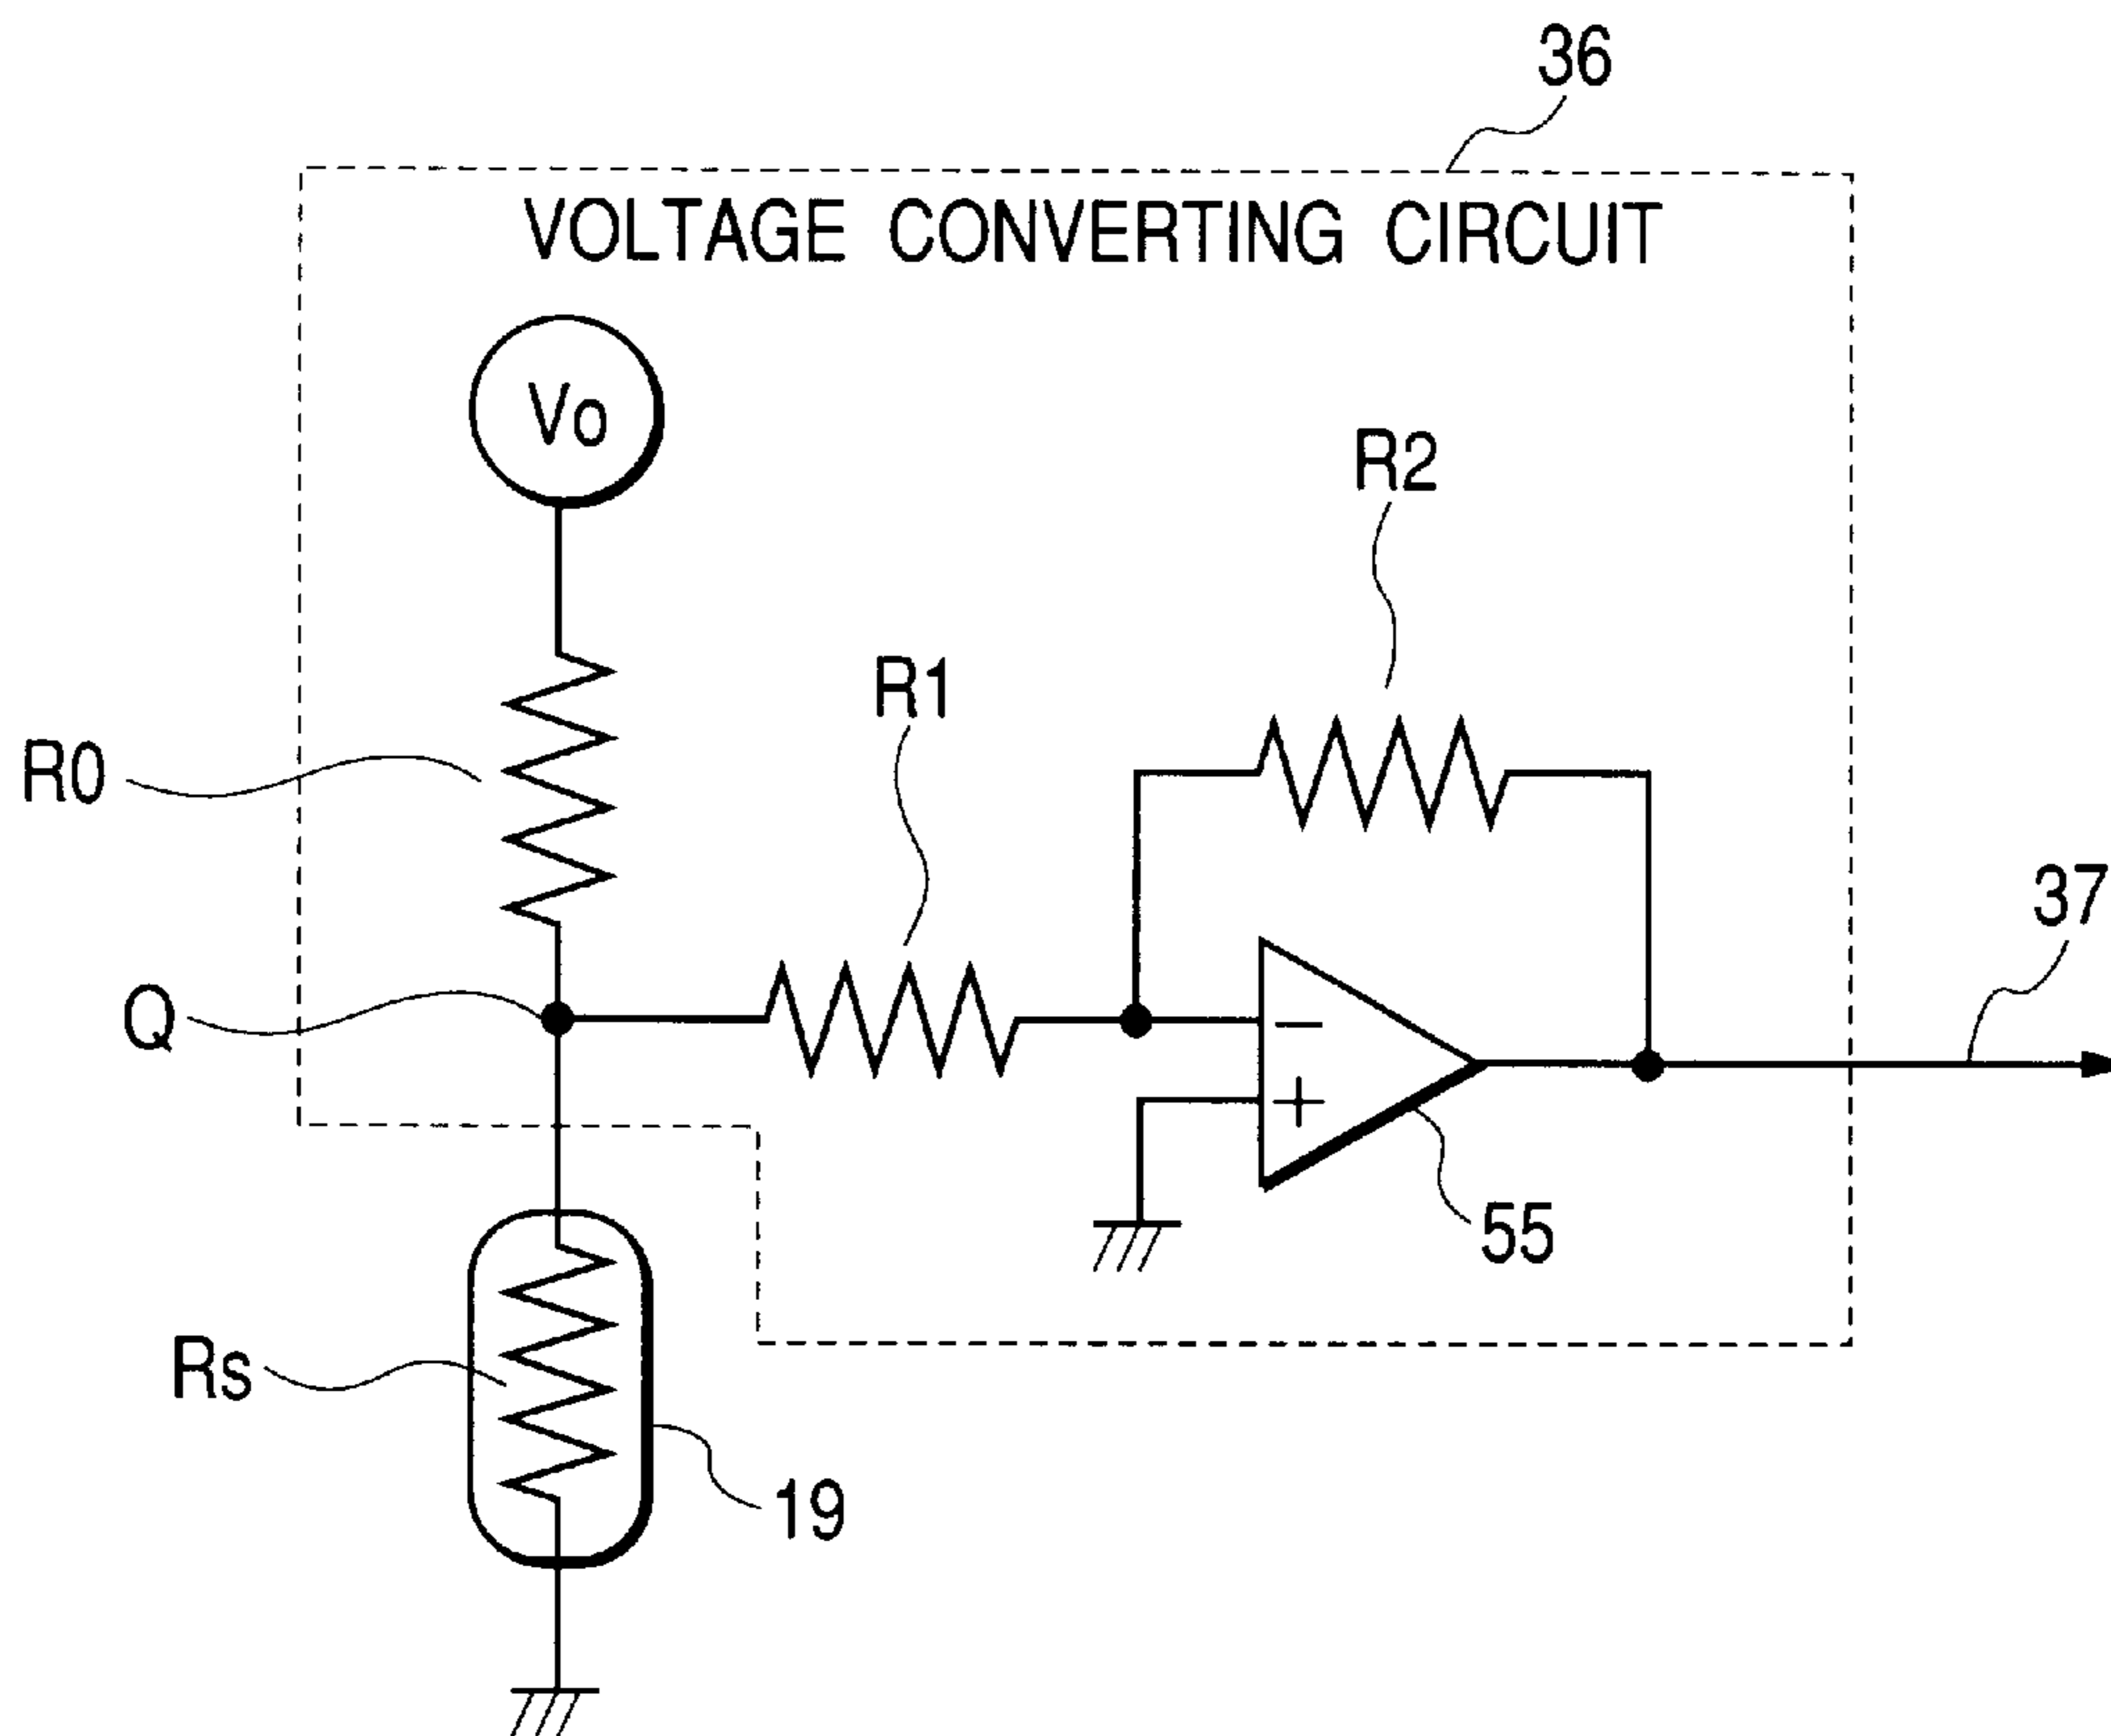 36
VOLTAGE CONVERTING CIRCUIT
Vo
R2
R1
R0
37
Q
−
+
55
Rs
19